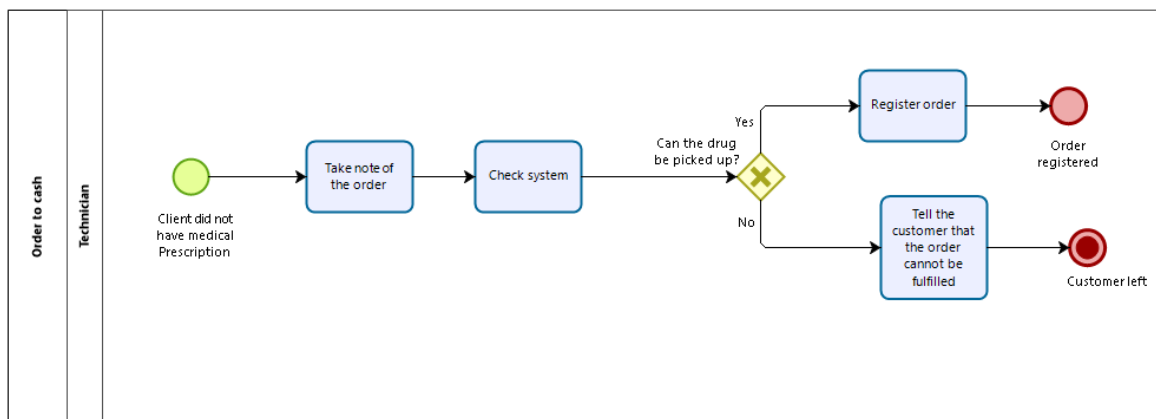 Order to cash
Technician
Client did not
have medical
Prescription
Take note of
the order
Check system
Can the drug
be picked up?
Yes
No
Register order
Order
registered
Tell the
customer that
the order
cannot be
fulfilled
Customer left